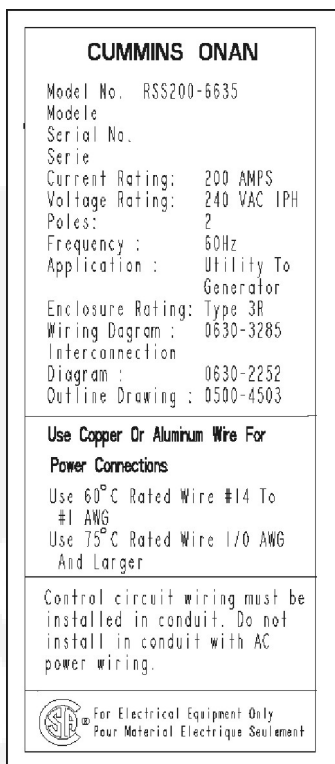 CUMMINS ONAN
Model No. RSS200-6635
Modele
Serial No.
Serie
Current Rating: 200 AMPS
Voltage Rating: 240 VAC 1PH
Poles: 2
Frequency : 60Hz
Application : Utility To
Generator
Enclosure Rating: Type 3R
Wiring Dagram : 0630-3285
Interconnection
Diagram : 0630-2252
Outline Drawing : 0500-4503
Use Copper Or Aluminum Wire For
Power Connections
Use 60°C Rated Wire #14 To
#1 AWG
Use 75°C Rated Wire 1/0 AWG
And Larger
Control circuit wiring must be
installed in conduit. Do not
install in conduit with AC
power wiring.
CSA ® For Electrical Equipment Only
Pour Material Electrique Seulement